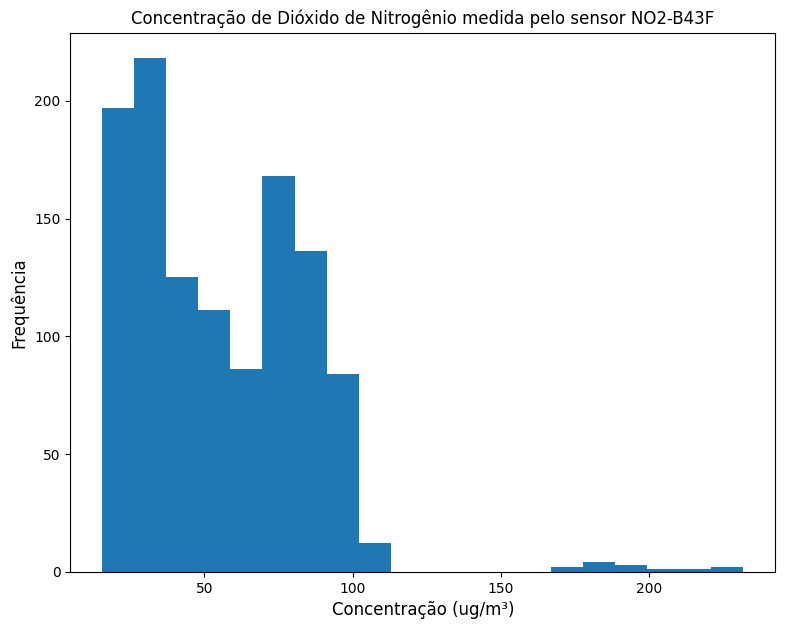 Concentração de Dióxido de Nitrogênio medida pelo sensor NO2-B43F
200
150
100
50
0
Frequência
50 100 150 200
Concentração (ug/m³)